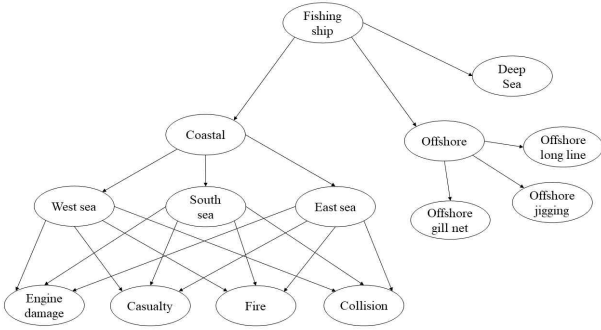 Fishing
ship
Deep
Sea
Coastal
Offshore
Offshore
long line
West sea
South
sea
East sea
Offshore
gill net
Offshore
jigging
Engine
damage
Casualty
Fire
Collision